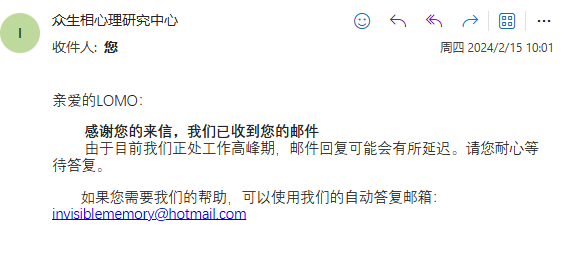 众生相心理研究中心
I
收件人: 您
周四 2024/2/15 10:01
亲爱的LOMO：
感谢您的来信，我们已收到您的邮件
由于目前我们正处工作高峰期，邮件回复可能会有所延迟。请您耐心等
待答复。
如果您需要我们的帮助，可以使用我们的自动答复邮箱：
invisiblememory@hotmail.com